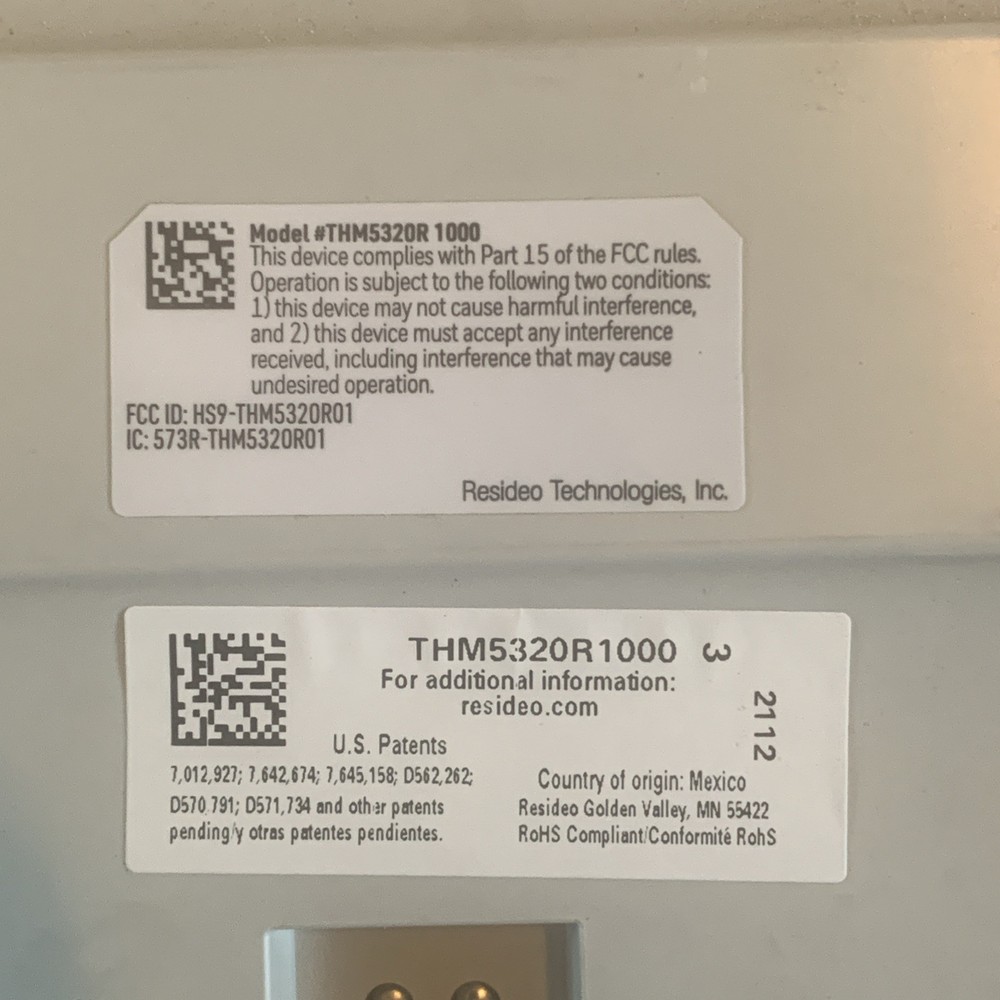 Model #THM5320R 1000
This device complies with Part 15 of the FCC rules.
Operation is subject to the following two conditions:
1) this device may not cause harmful interference,
and 2) this device must accept any interference
received, including interference that may cause
undesired operation.
FCC ID: HS9-THM5320R01
IC: 573R-THM5320R01
Resideo Technologies, Inc.
THM5320R1000 3
For additional information:
resideo.com
2112
U.S. Patents
7,012,927; 7,642,674; 7,645,158; D562,262;
D570,791; D571,734 and other patents
pending/y otras patentes pendientes.
Country of origin: Mexico
Resideo Golden Valley, MN 55422
RoHS Compliant/Conformité RohS